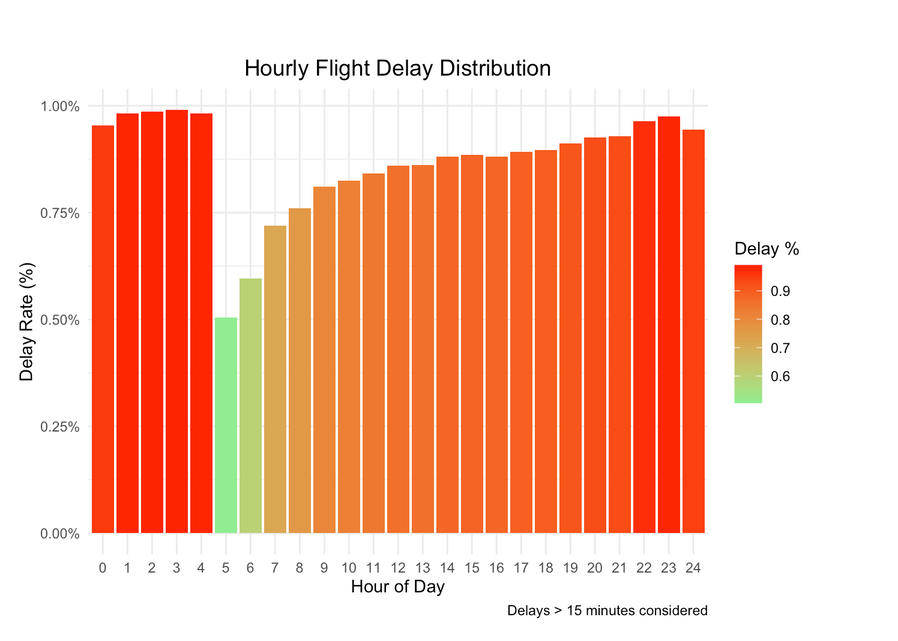 Hourly Flight Delay Distribution
Delay Rate (%)
1.00%
0.75%
0.50%
0.25%
0.00%
0 1 2 3 4 5 6 7 8 9 10 11 12 13 14 15 16 17 18 19 20 21 22 23 24
Hour of Day
Delays > 15 minutes considered
Delay %
0.9
0.8
0.7
0.6